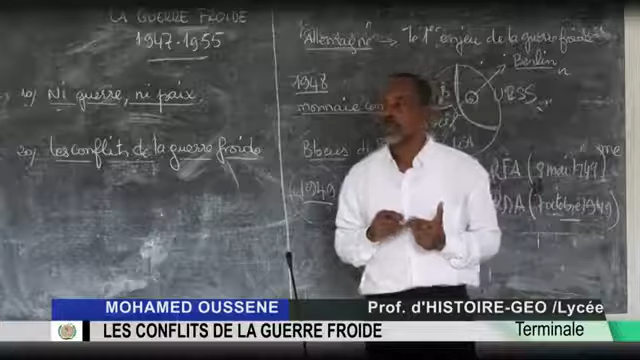 LA GUERRE FROIDE
1947-1955
1°) Ni guerre, ni paix
2°) Les conflits de la guerre froide
"Allemagne" → Le 1er enjeu de la guerre froide
Berlin
1948
monnaie
URSS
Blocus
1949
RFA (8 mai 1949)
RDA (7 octobre 1949)
MOHAMED OUSSENE
Prof. d'HISTOIRE-GEO /Lycée
LES CONFLITS DE LA GUERRE FROIDE
Terminale